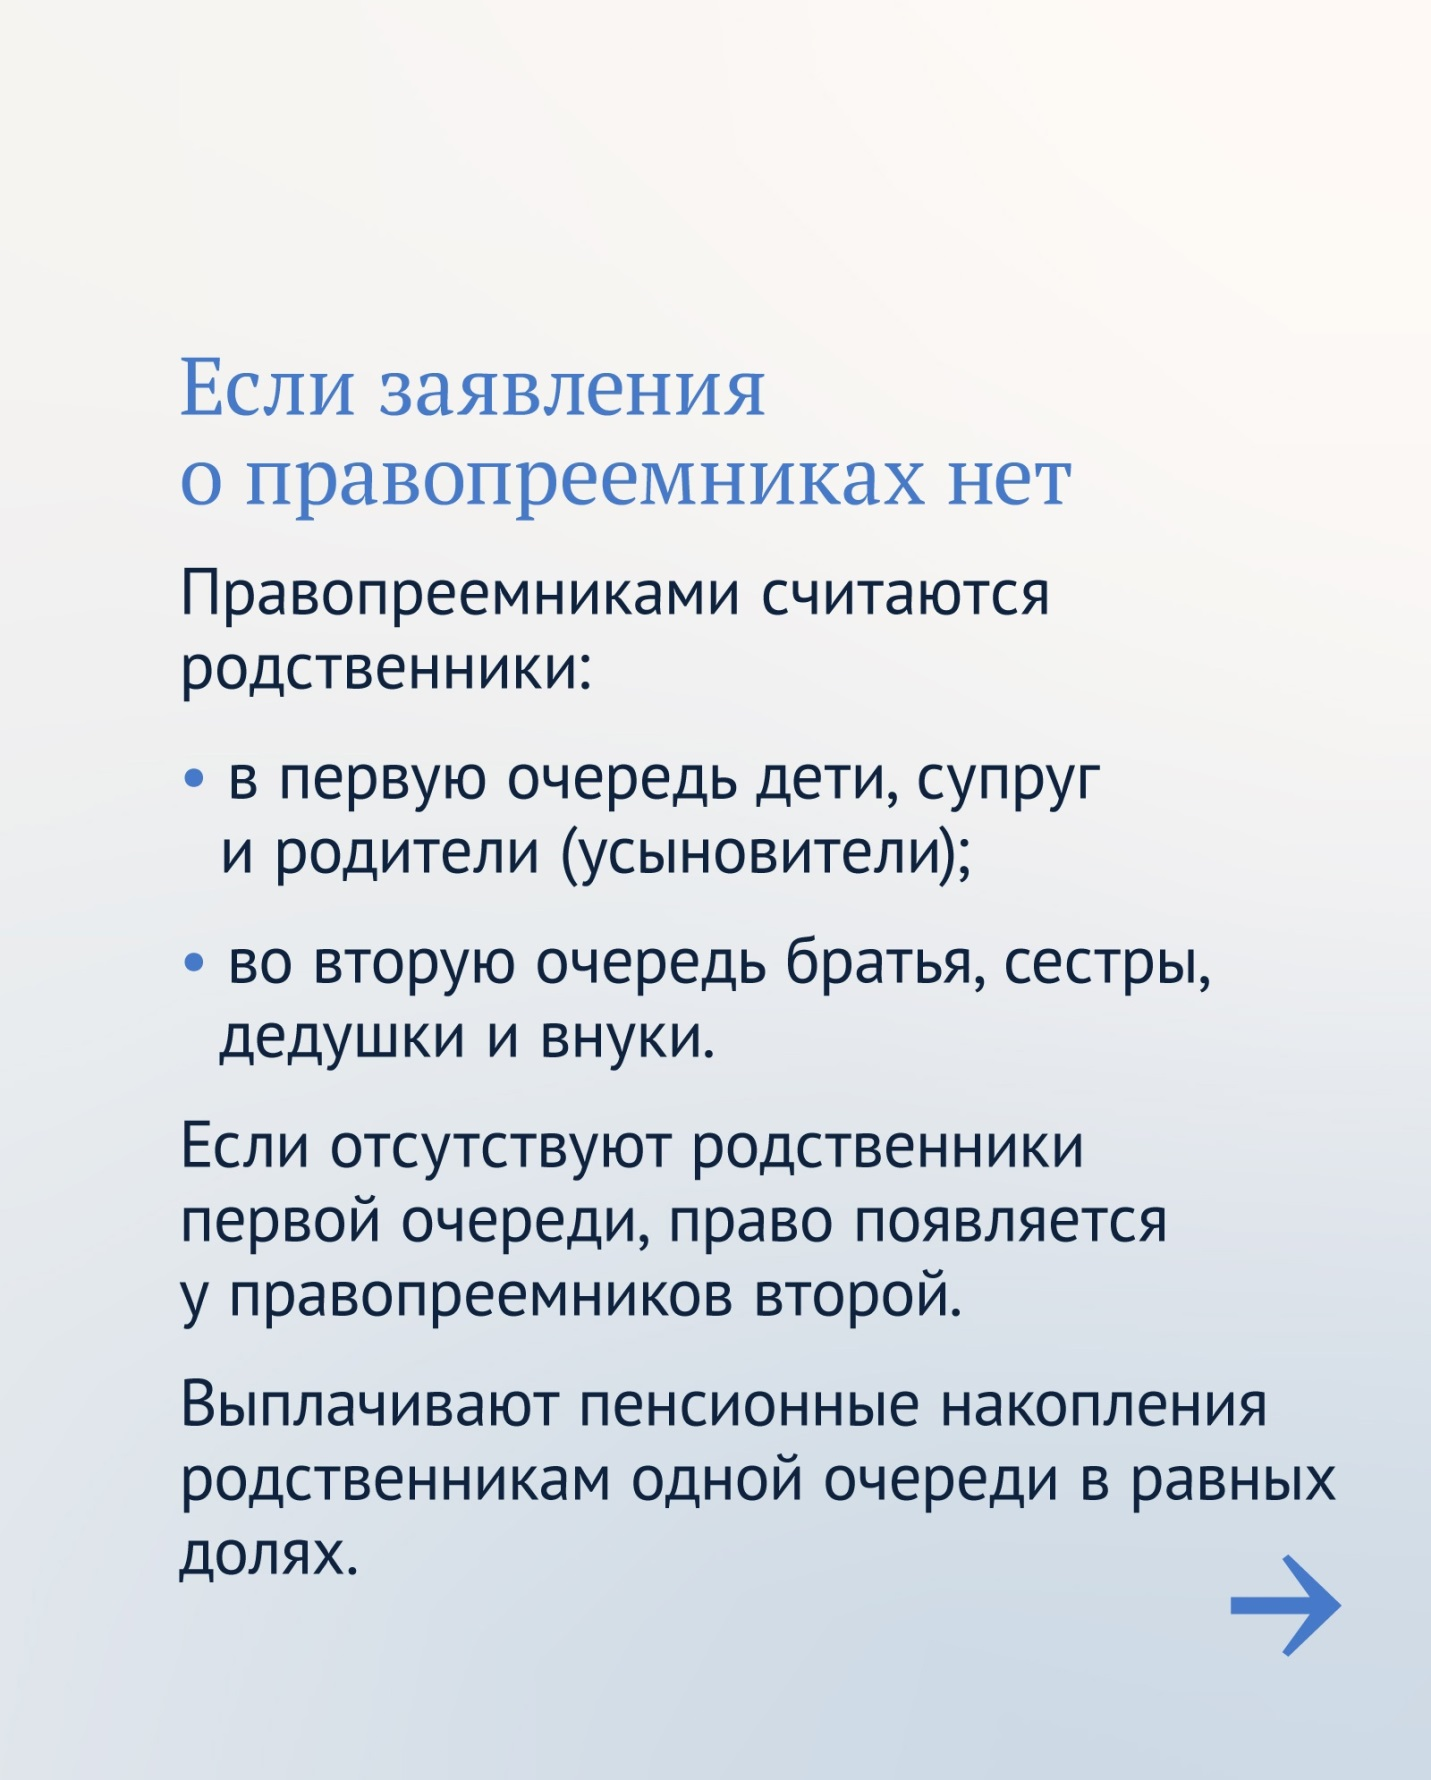 Если заявления
о правопреемниках нет
Правопреемниками считаются
родственники:
• в первую очередь дети, супруг
и родители (усыновители);
• во вторую очередь братья, сестры,
дедушки и внуки.
Если отсутствуют родственники
первой очереди, право появляется
у правопреемников второй.
Выплачивают пенсионные накопления
родственникам одной очереди в равных
долях.